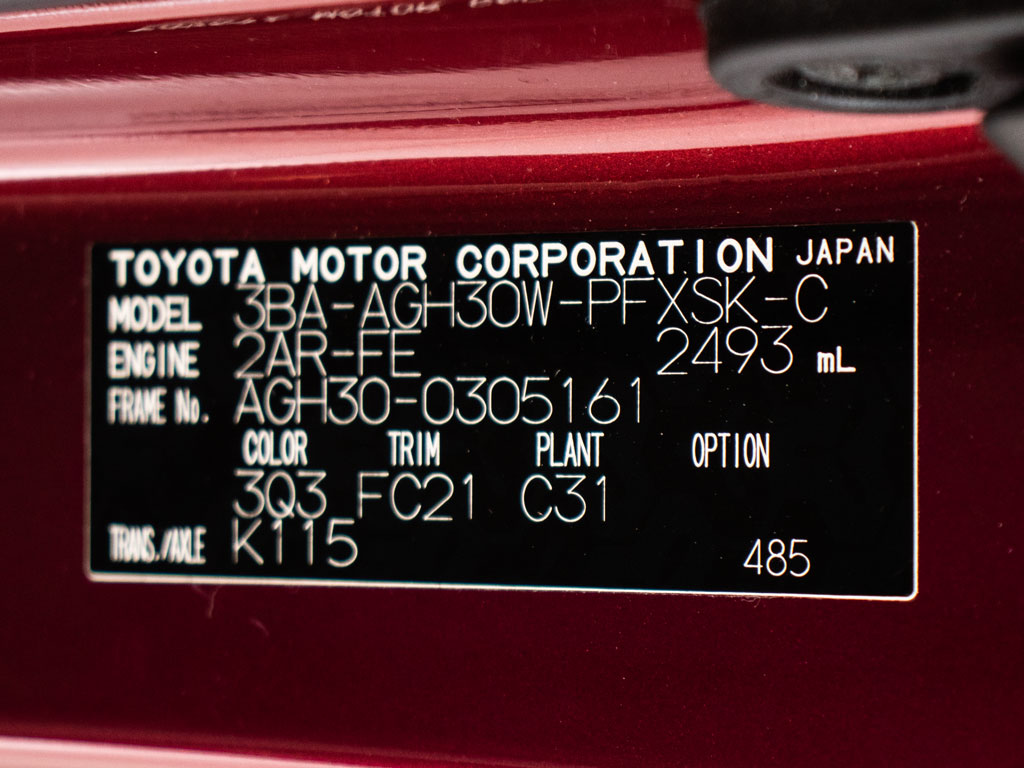 TOYOTA MOTOR CORPORATION JAPAN
MODEL 3BA-AGH30W-PFXSK-C
ENGINE 2AR-FE 2493 mL
FRAME No. AGH30-0305161
COLOR TRIM PLANT OPTION
3Q3 FC21 C31
TRANS./AXLE K115 485